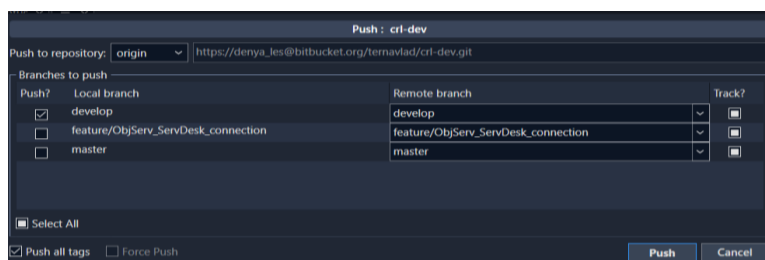 Push : crl-dev
Push to repository: origin https://denya_les@bitbucket.org/ternavlad/crl-dev.git
Branches to push
Push? Local branch Remote branch Track?
develop develop
feature/ObjServ_ServDesk_connection feature/ObjServ_ServDesk_connection
master master
Select All
Push all tags Force Push Push Cancel